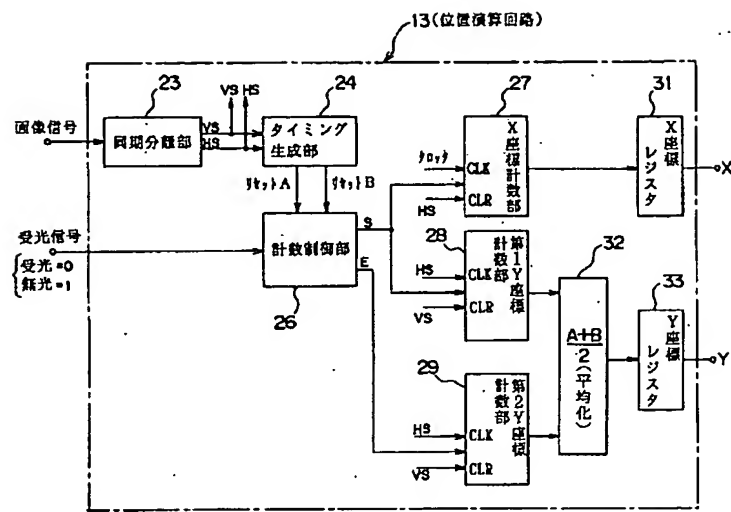 13(位置演算回路)
23
24
27
31
VS
HS
画像信号
同期分離部
VS
HS
タイミング
生成部
クロック
CLK
HS
CLR
X座標計数部
X座標
レジスタ
X
リセットA
リセットB
受光信号
受光=0
無光=1
計数制御部
S
E
26
28
HS
CLK
VS
CLR
第1Y座標
計数部
32
A+B
2
(平均化)
33
Y座標
レジスタ
Y
29
HS
CLK
VS
CLR
第2Y座標
計数部